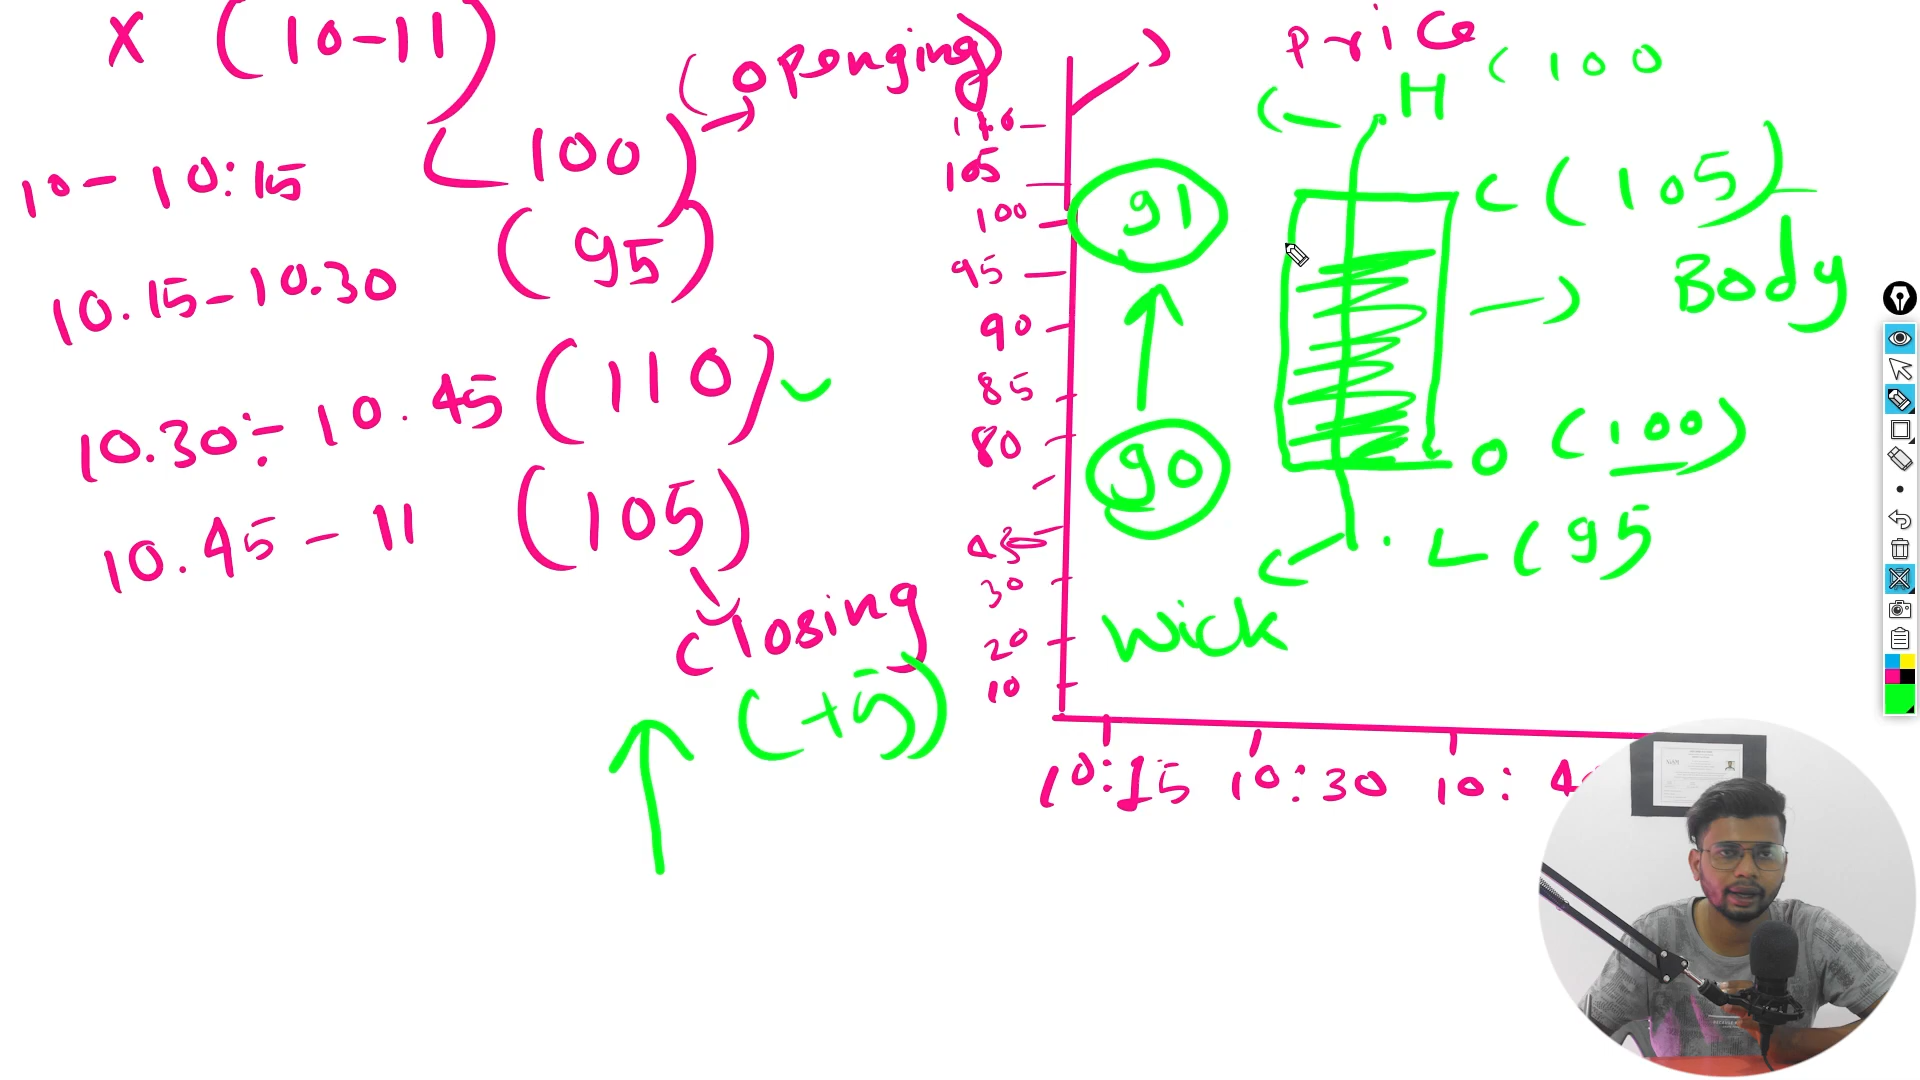 X (10-11)
(openging)
10 - 10:15 (100)
10.15-10.30 (95)
10.30 ÷ 10.45 (110)
10.45 - 11 (105)
closing
(+5)
Price
H (100
110
105
100
95
90
85
80
30
20
10
91
90
C (105)
Body
O (100)
L (95
Wick
10:15 10:30 10:4